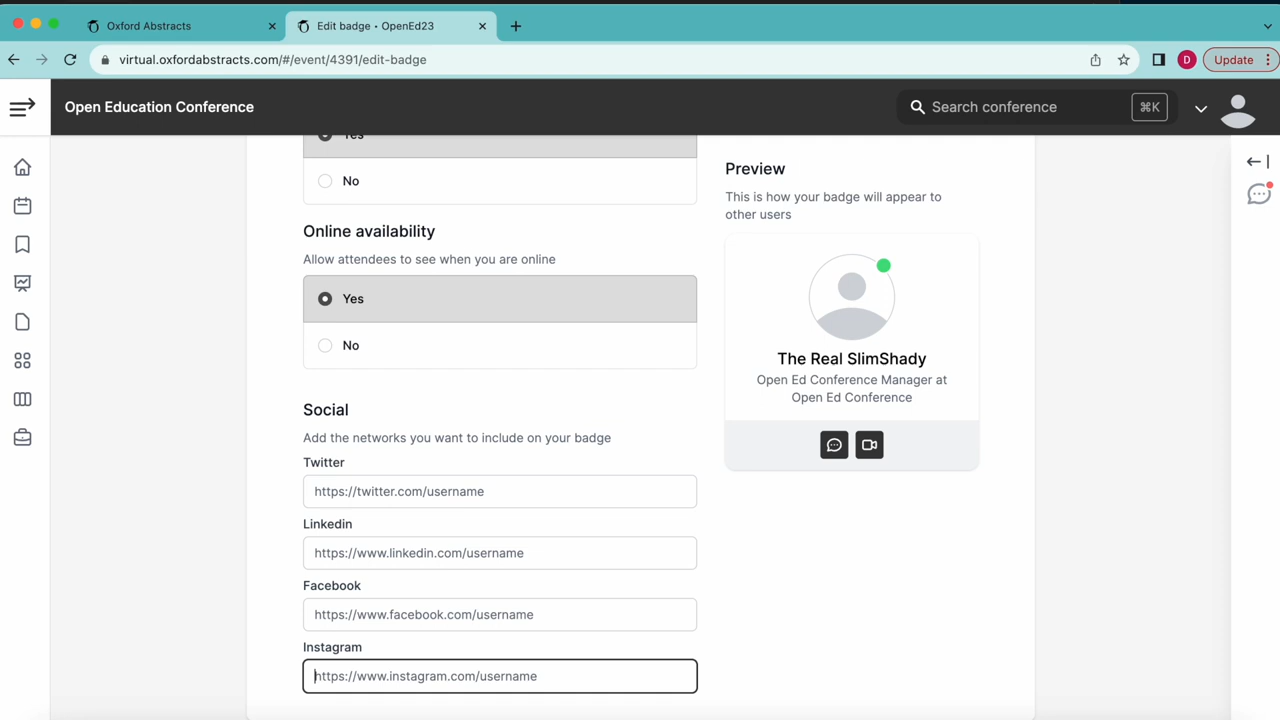 Oxford Abstracts
Edit badge • OpenEd23
virtual.oxfordabstracts.com/#/event/4391/edit-badge
D
Update
Open Education Conference
Search conference
⌘K
Yes
No
Online availability
Allow attendees to see when you are online
Yes
No
Social
Add the networks you want to include on your badge
Twitter
https://twitter.com/username
Linkedin
https://www.linkedin.com/username
Facebook
https://www.facebook.com/username
Instagram
https://www.instagram.com/username
Preview
This is how your badge will appear to
other users
The Real SlimShady
Open Ed Conference Manager at
Open Ed Conference